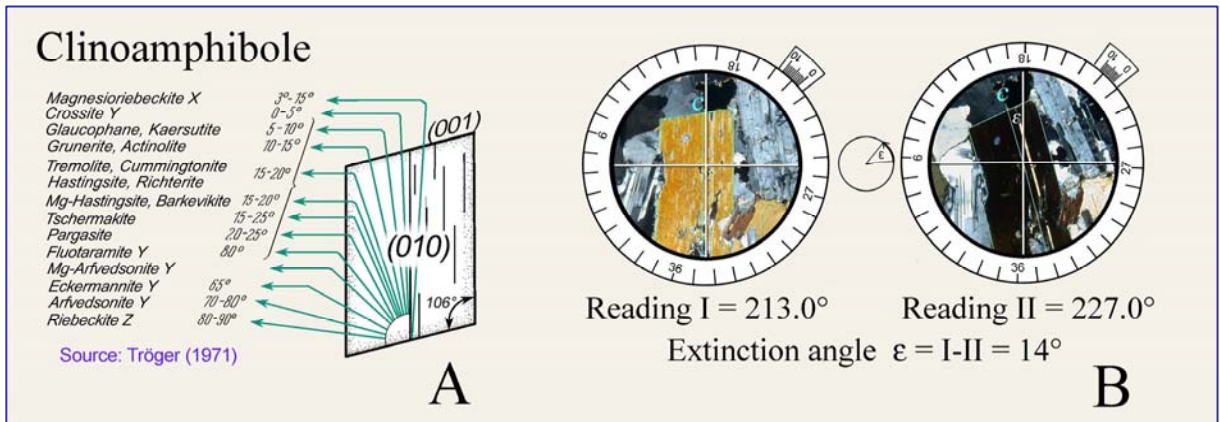 Clinoamphibole
Magnesioriebeckite X 3°-15°
Crossite Y 0-5°
Glaucophane, Kaersutite 5-10°
Grunerite, Actinolite 10-15°
Tremolite, Cummingtonite
Hastingsite, Richterite 15-20°
Mg-Hastingsite, Barkevikite 15-20°
Tschermakite 15-25°
Pargasite 20-25°
Fluotaramite Y 80°
Mg-Arfvedsonite Y
Eckermannite Y 65°
Arfvedsonite Y 70-80°
Riebeckite Z 80-90°
Source: Tröger (1971)
(001)
(010)
106°
A
10 0
18
c
9
27
36
ε
10 0
18
c
ε
9
27
36
Reading I = 213.0°
Reading II = 227.0°
Extinction angle ε = I-II = 14°
B